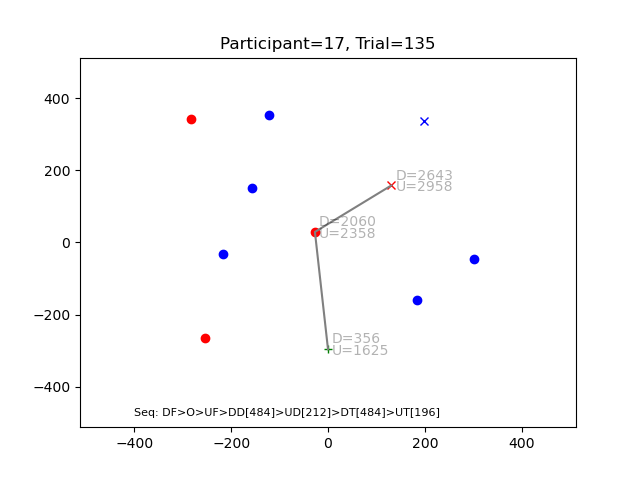 Participant=17, Trial=135
400
200
0
−200
−400
D=2643
U=2958
D=2060
U=2358
D=356
U=1625
Seq: DF>O>UF>DD[484]>UD[212]>DT[484]>UT[196]
−400
−200
0
200
400